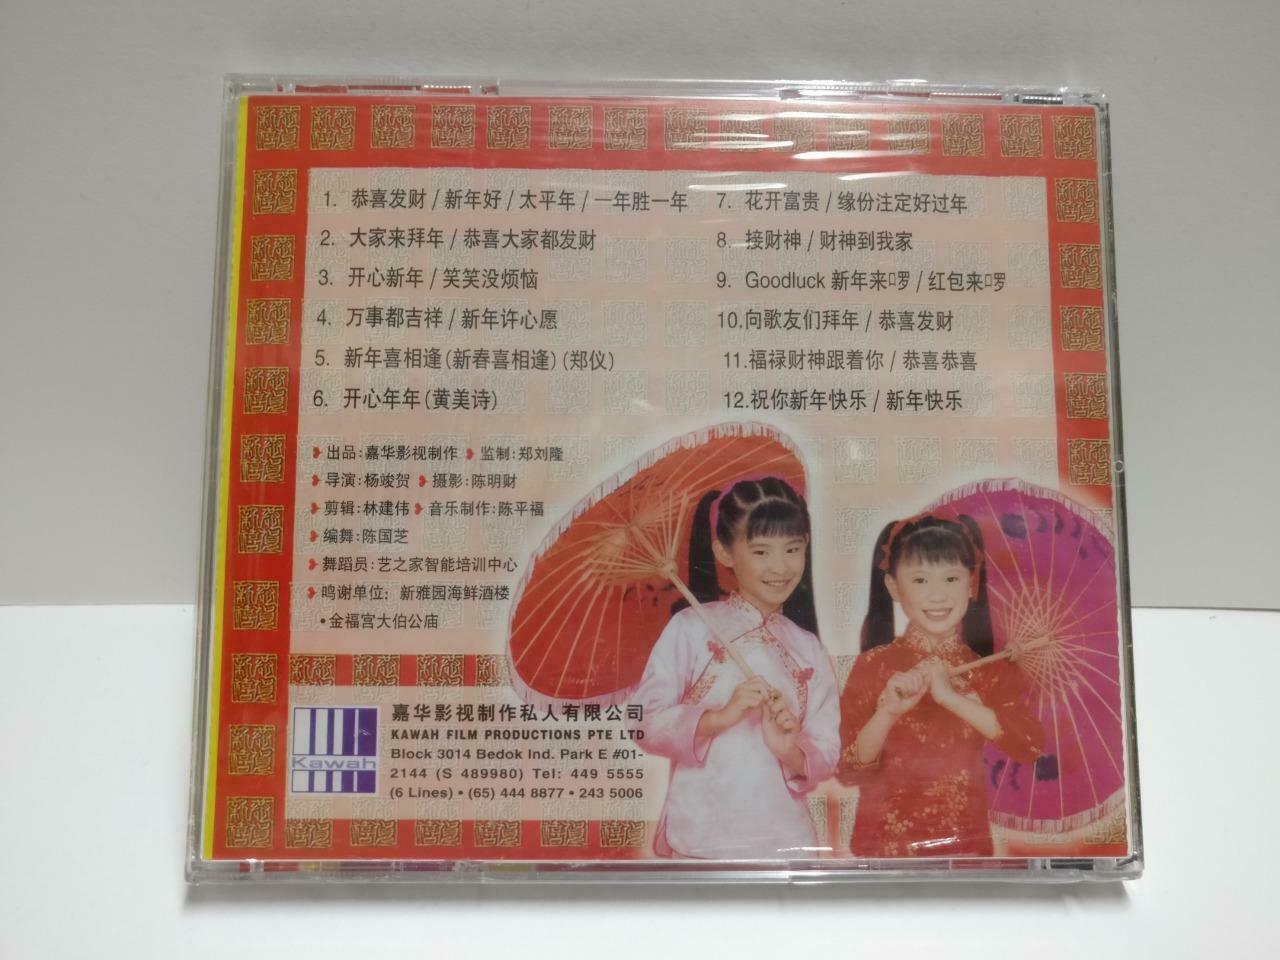 1. 恭喜发财 / 新年好 / 太平年 / 一年胜一年
2. 大家来拜年 / 恭喜大家都发财
3. 开心新年 / 笑笑没烦恼
4. 万事都吉祥 / 新年许心愿
5. 新年喜相逢 (新春喜相逢) (郑仪)
6. 开心年年 (黄美诗)
7. 花开富贵 / 缘份注定好过年
8. 接财神 / 财神到我家
9. Goodluck 新年来口罗 / 红包来口罗
10.向歌友们拜年 / 恭喜发财
11.福禄财神跟着你 / 恭喜恭喜
12.祝你新年快乐 / 新年快乐
❥ 出品:嘉华影视制作 ❥ 监制:郑刘隆
❥ 导演:杨竣贺 ❥ 摄影:陈明财
❥ 剪辑:林建伟 ❥ 音乐制作:陈平福
❥ 编舞:陈国芝
❥ 舞蹈员:艺之家智能培训中心
❥ 鸣谢单位: 新雅园海鲜酒楼
•金福宫大伯公庙
Kawah
嘉华影视制作私人有限公司
KAWAH FILM PRODUCTIONS PTE LTD
Block 3014 Bedok Ind. Park E #01-
2144 (S 489980) Tel: 449 5555
(6 Lines) • (65) 444 8877 • 243 5006